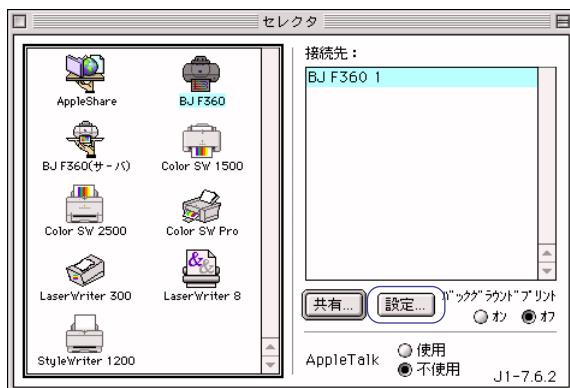 セレクタ
AppleShare
BJ F360
BJ F360(サーバ)
Color SW 1500
Color SW 2500
Color SW Pro
LaserWriter 300
LaserWriter 8
StyleWriter 1200
接続先：
BJ F360 1
共有...
設定...
バックグラウンドプリント
オン
オフ
AppleTalk
使用
不使用
J1-7.6.2